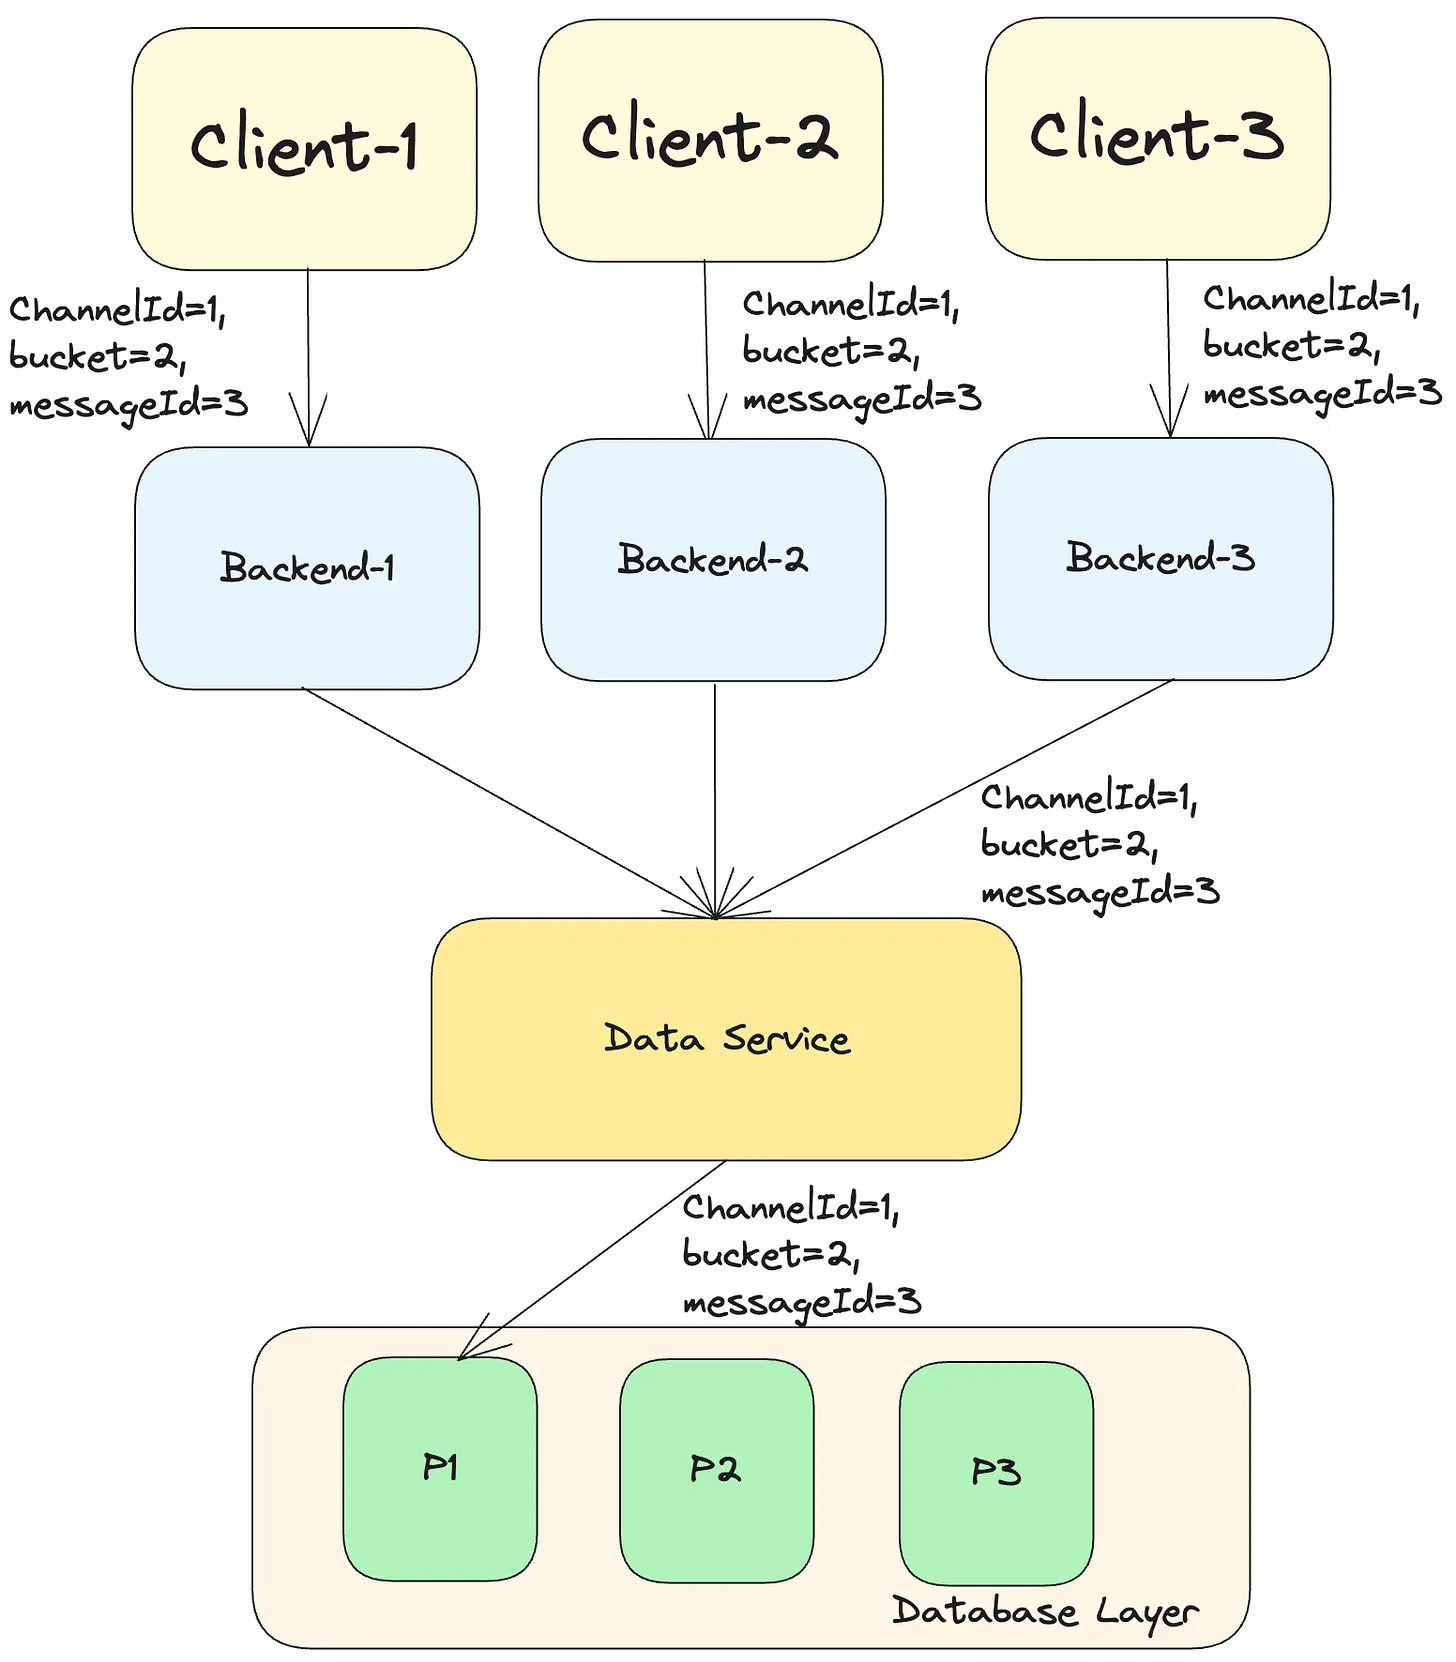 Client-1
Client-2
Client-3
ChannelId=1,
bucket=2,
messageId=3
ChannelId=1,
bucket=2,
messageId=3
ChannelId=1,
bucket=2,
messageId=3
Backend-1
Backend-2
Backend-3
ChannelId=1,
bucket=2,
messageId=3
Data Service
ChannelId=1,
bucket=2,
messageId=3
P1
P2
P3
Database Layer